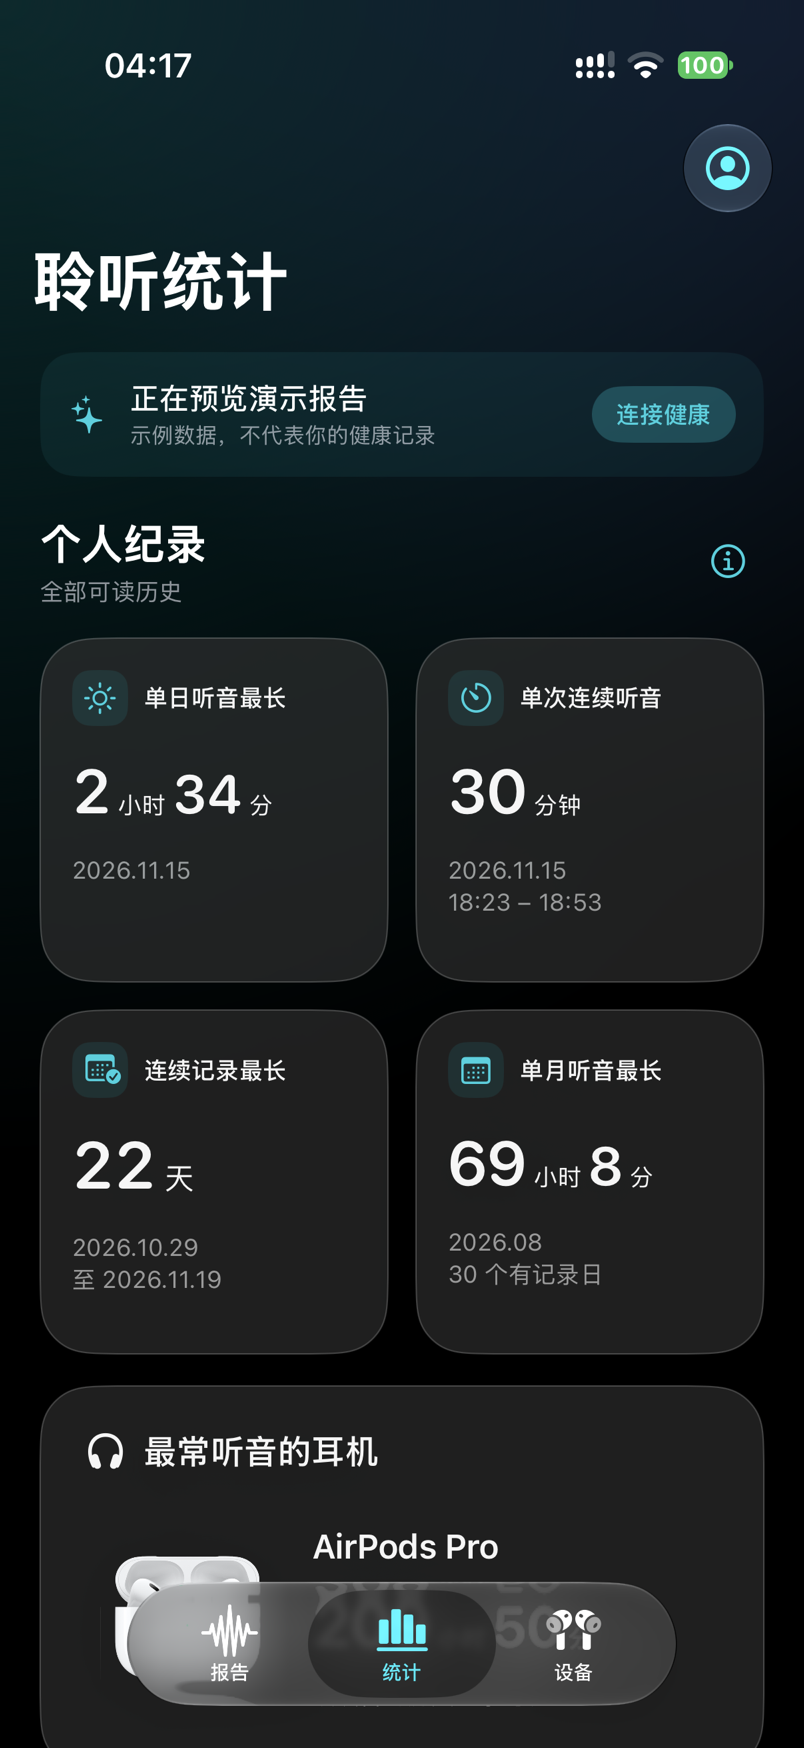 04:17
100
聆听统计
正在预览演示报告
示例数据，不代表你的健康记录
连接健康
个人纪录
全部可读历史
单日听音最长
2 小时 34 分
2026.11.15
单次连续听音
30 分钟
2026.11.15
18:23 – 18:53
连续记录最长
22 天
2026.10.29
至 2026.11.19
单月听音最长
69 小时 8 分
2026.08
30 个有记录日
最常听音的耳机
AirPods Pro
报告
统计
设备